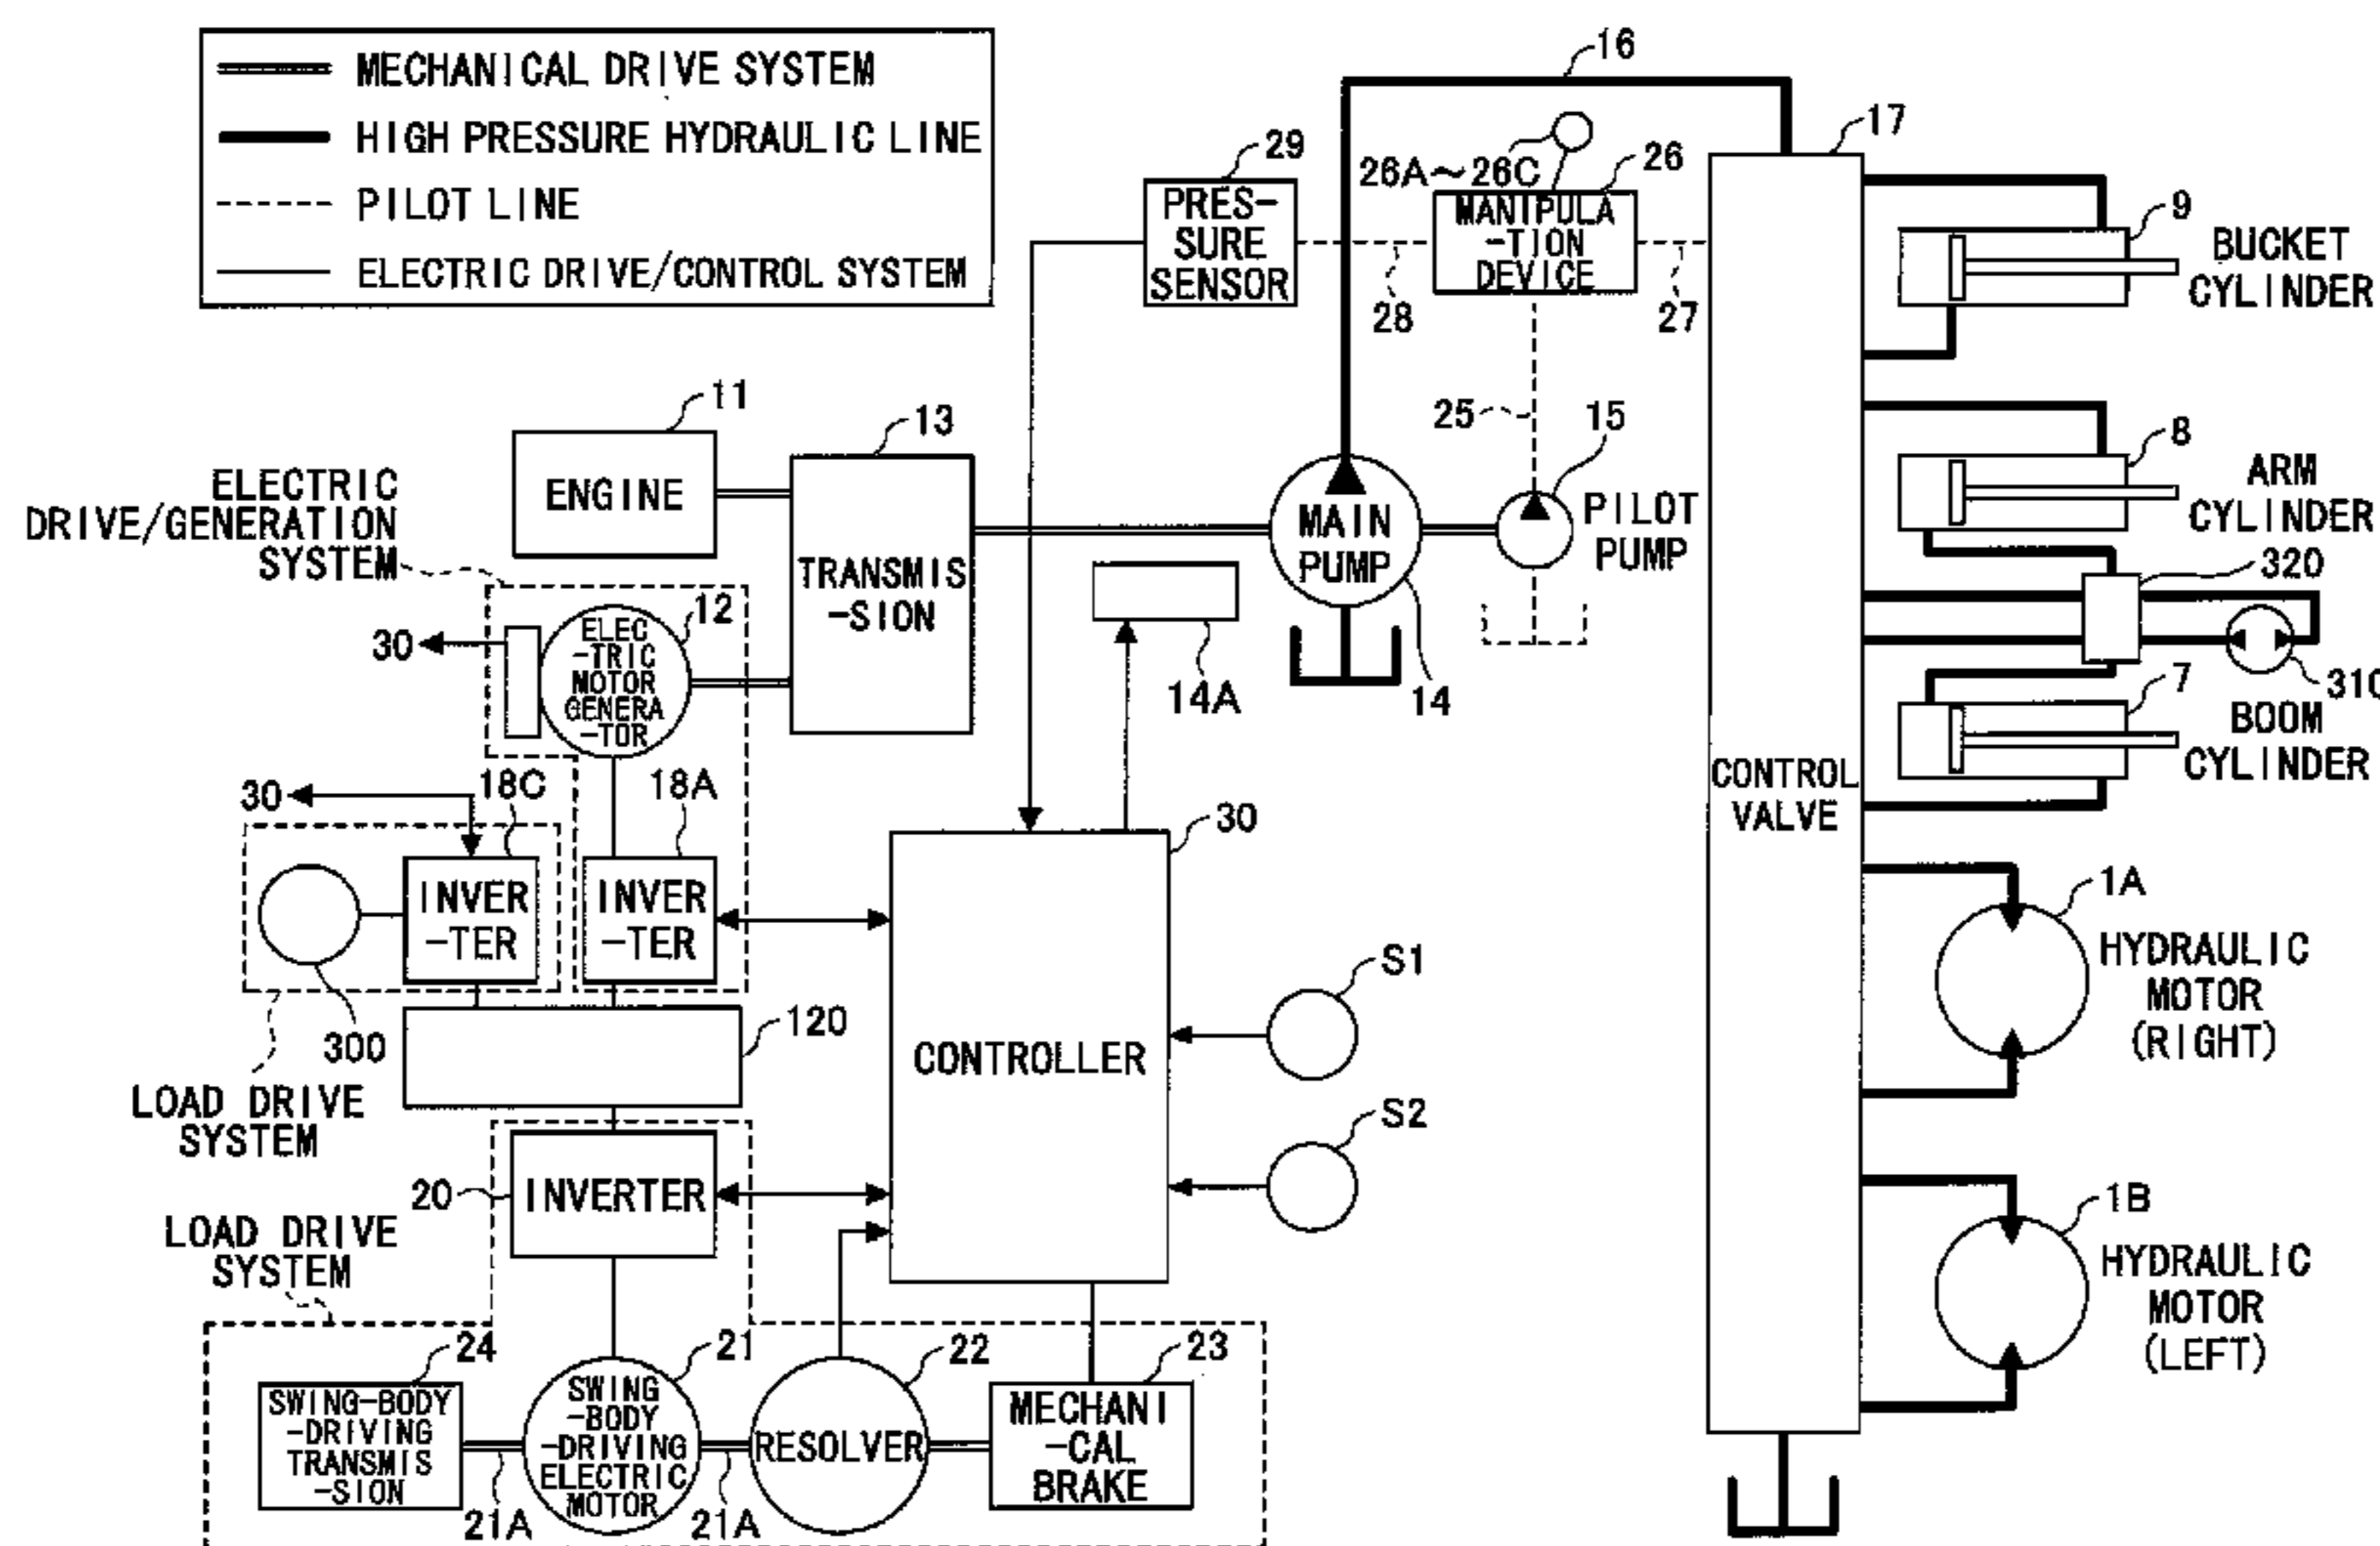 MECHANICAL DRIVE SYSTEM
HIGH PRESSURE HYDRAULIC LINE
PILOT LINE
ELECTRIC DRIVE/CONTROL SYSTEM
16
17
29
PRES-
SURE
SENSOR
26A~26C
26
MANIPULA
-TION
DEVICE
28
27
9
BUCKET
CYLINDER
11
ENGINE
13
TRANSMIS
-SION
25
15
PILOT
PUMP
MAIN
PUMP
14
14A
8
ARM
CYLINDER
320
310
7
BOOM
CYLINDER
ELECTRIC
DRIVE/GENERATION
SYSTEM
12
ELEC
-TRIC
MOTOR
GENERA
-TOR
30
30
18C
INVER
-TER
18A
INVER
-TER
300
LOAD DRIVE
SYSTEM
120
30
CONTROLLER
S1
S2
CONTROL
VALVE
1A
HYDRAULIC
MOTOR
(RIGHT)
1B
HYDRAULIC
MOTOR
(LEFT)
20
INVERTER
LOAD DRIVE
SYSTEM
24
SWING-BODY
-DRIVING
TRANSMIS
-SION
21A
21
SWING
-BODY
-DRIVING
ELECTRIC
MOTOR
21A
22
RESOLVER
23
MECHANI
-CAL
BRAKE